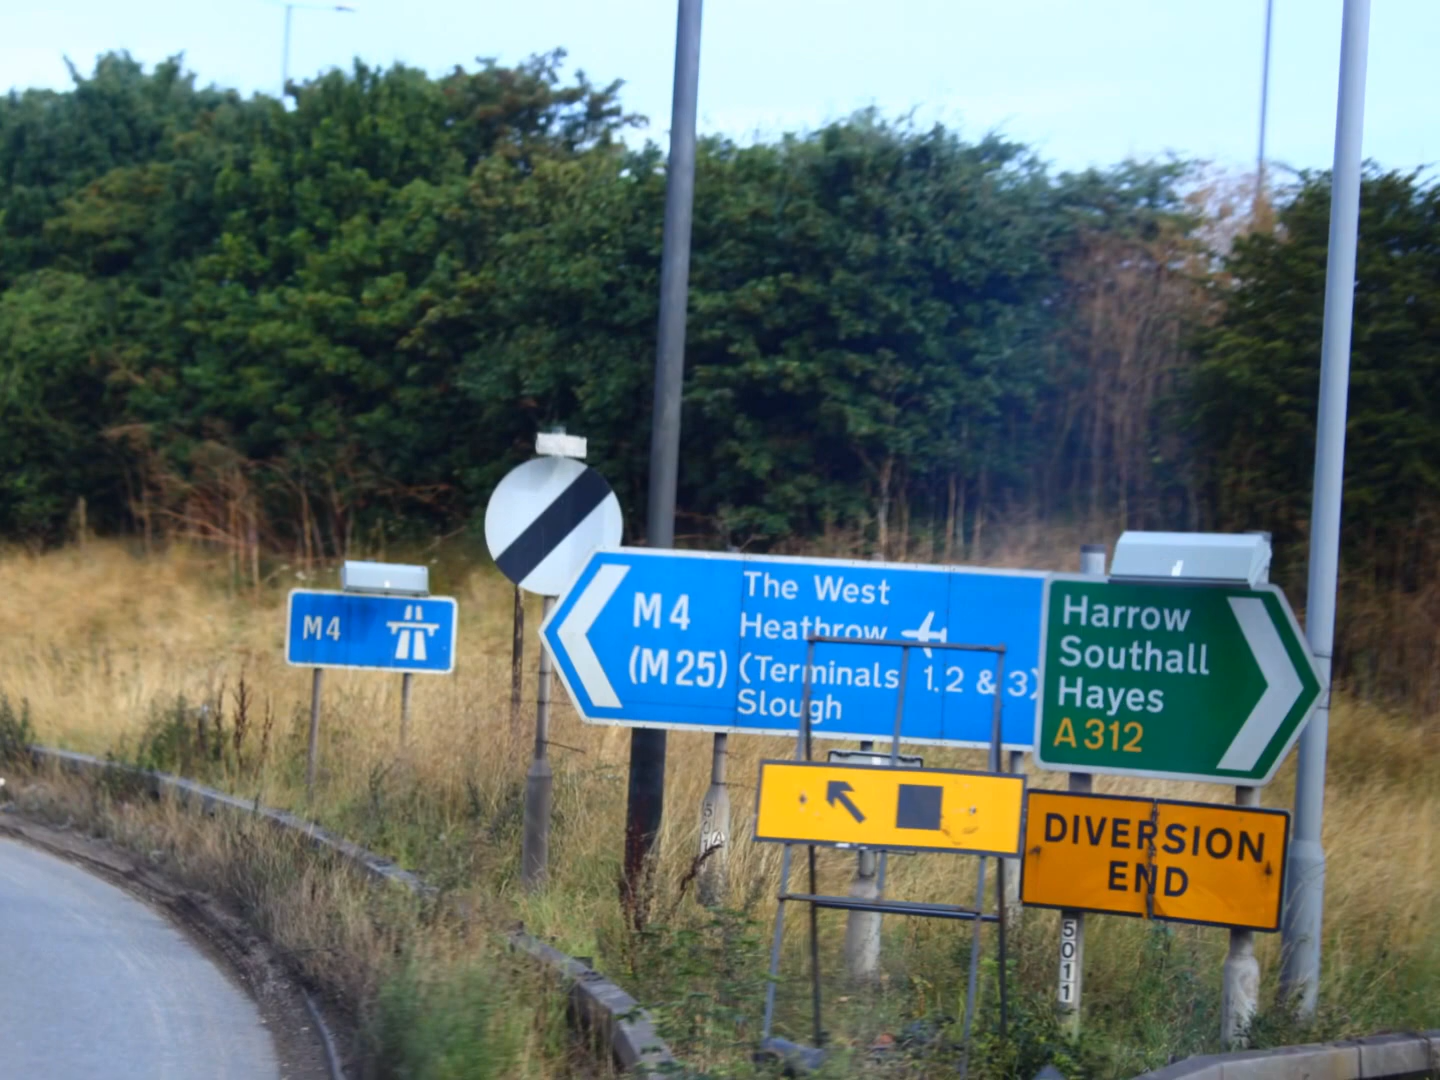 M4
M4
(M25)
The West
Heathrow
(Terminals 1.2 & 3)
Slough
Harrow
Southall
Hayes
A312
DIVERSION
END
5011